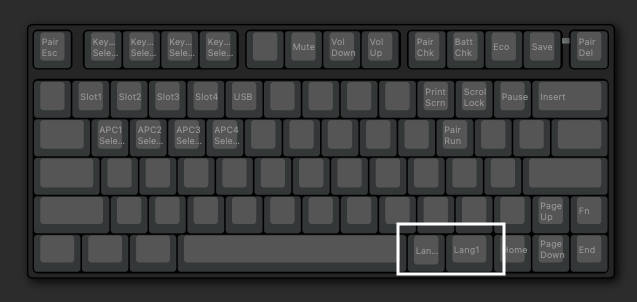 Pair Esc
Key... Sele...
Key... Sele...
Key... Sele...
Key... Sele...
Mute
Vol Down
Vol Up
Pair Chk
Batt Chk
Eco
Save
Pair Del
Slot1
Slot2
Slot3
Slot4
USB
Print Scrn
Scrol Lock
Pause
Insert
APC1 Sele...
APC2 Sele...
APC3 Sele...
APC4 Sele...
Pair Run
Page Up
Fn
Lan...
Lang1
Home
Page Down
End